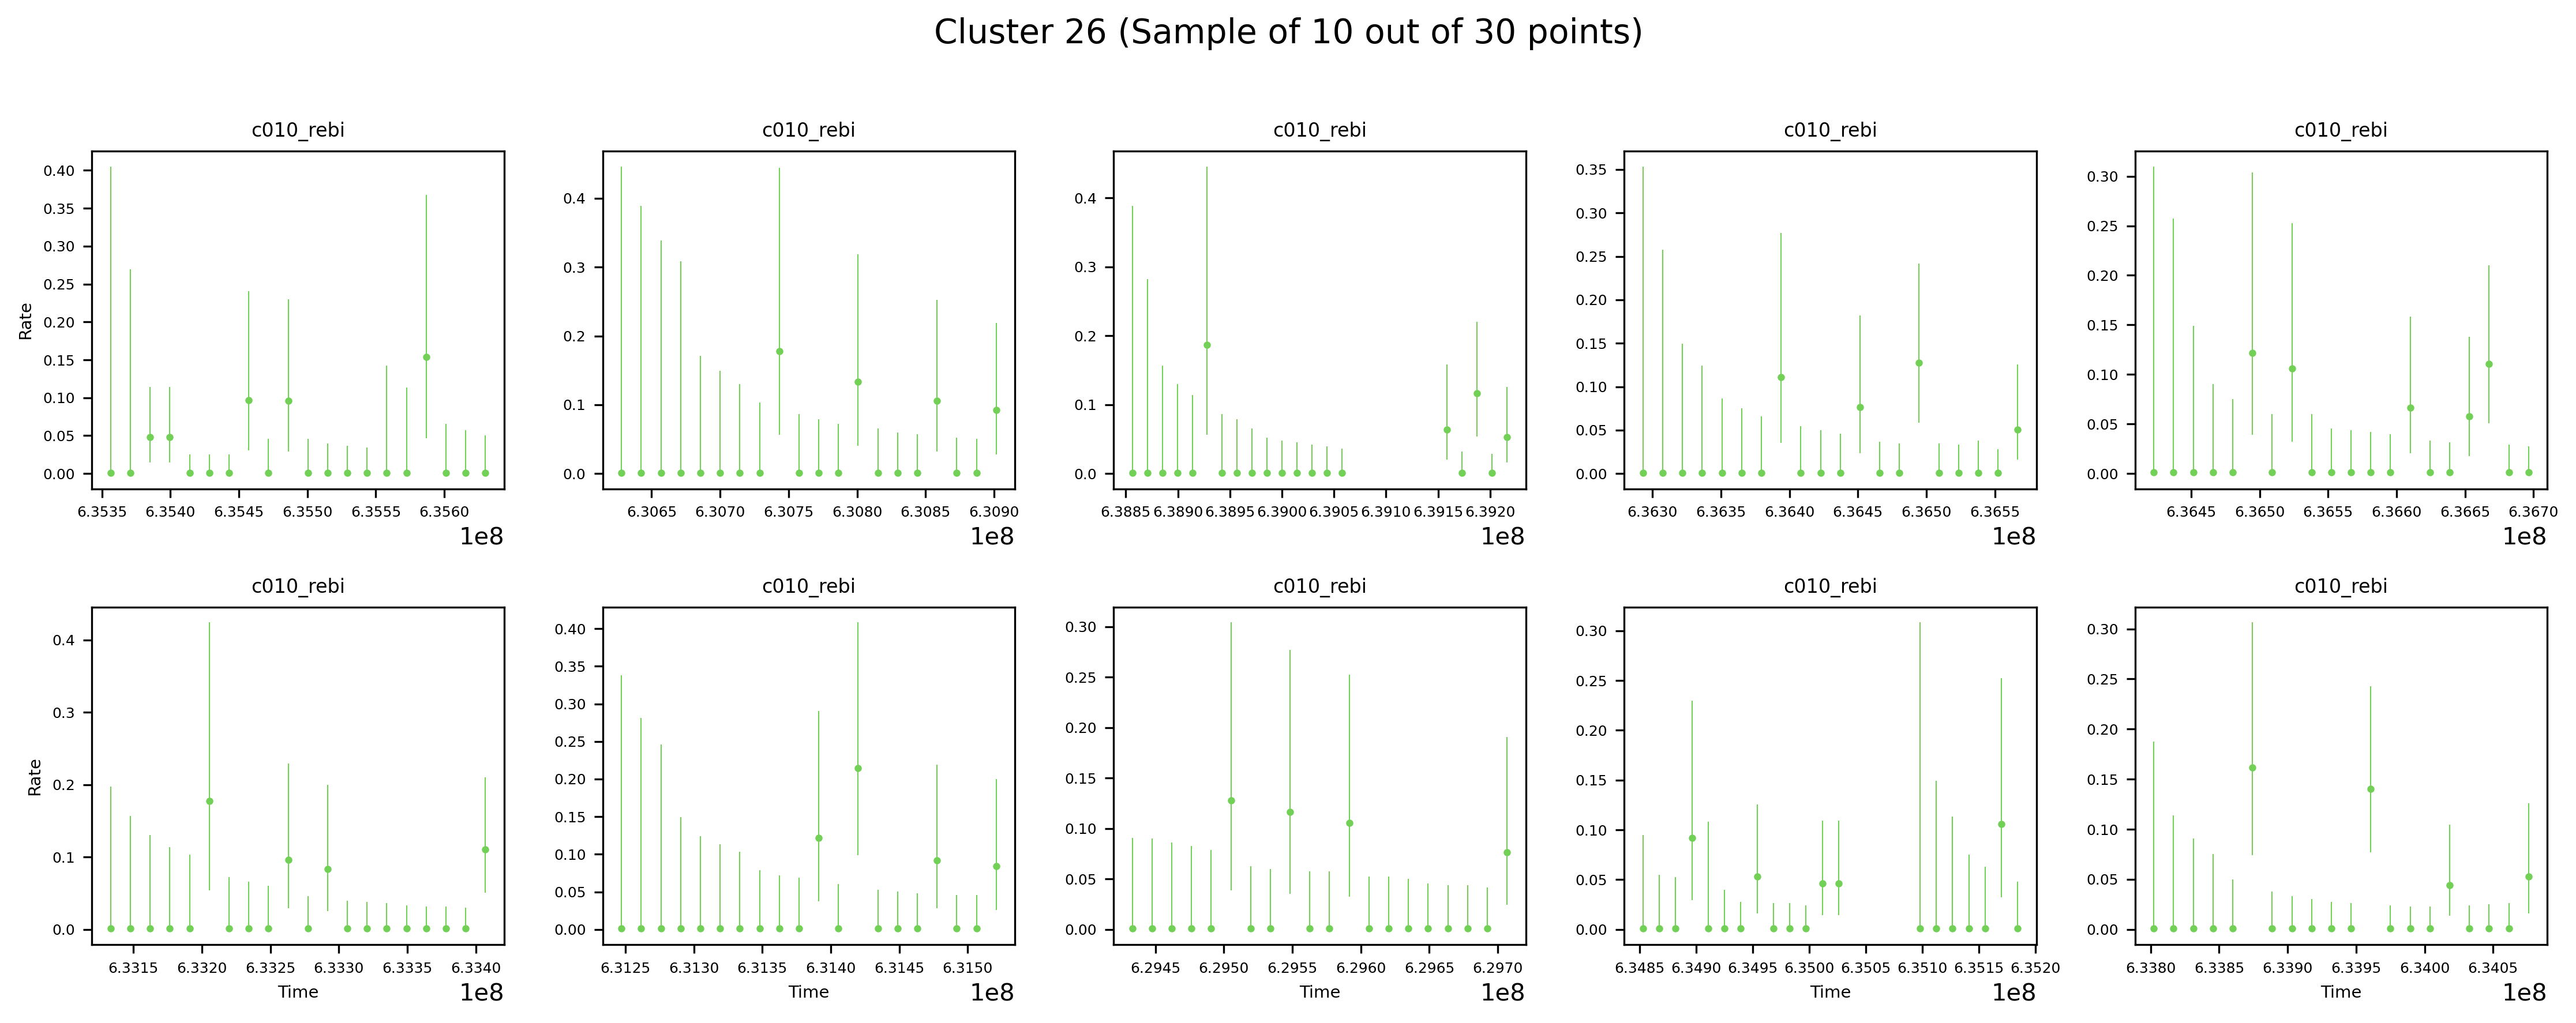 Cluster 26 (Sample of 10 out of 30 points)
c010_rebi c010_rebi c010_rebi c010_rebi c010_rebi
Rate
0.40 0.35 0.30 0.25 0.20 0.15 0.10 0.05 0.00
6.3535 6.3540 6.3545 6.3550 6.3555 6.3560
1e8
0.4 0.3 0.2 0.1 0.0
6.3065 6.3070 6.3075 6.3080 6.3085 6.3090
1e8
0.4 0.3 0.2 0.1 0.0
6.3885 6.3890 6.3895 6.3900 6.3905 6.3910 6.3915 6.3920
1e8
0.35 0.30 0.25 0.20 0.15 0.10 0.05 0.00
6.3630 6.3635 6.3640 6.3645 6.3650 6.3655
1e8
0.30 0.25 0.20 0.15 0.10 0.05 0.00
6.3645 6.3650 6.3655 6.3660 6.3665 6.3670
1e8
c010_rebi c010_rebi c010_rebi c010_rebi c010_rebi
Rate
0.4 0.3 0.2 0.1 0.0
6.3315 6.3320 6.3325 6.3330 6.3335 6.3340
Time 1e8
0.40 0.35 0.30 0.25 0.20 0.15 0.10 0.05 0.00
6.3125 6.3130 6.3135 6.3140 6.3145 6.3150
Time 1e8
0.30 0.25 0.20 0.15 0.10 0.05 0.00
6.2945 6.2950 6.2955 6.2960 6.2965 6.2970
Time 1e8
0.30 0.25 0.20 0.15 0.10 0.05 0.00
6.3485 6.3490 6.3495 6.3500 6.3505 6.3510 6.3515 6.3520
Time 1e8
0.30 0.25 0.20 0.15 0.10 0.05 0.00
6.3380 6.3385 6.3390 6.3395 6.3400 6.3405
Time 1e8